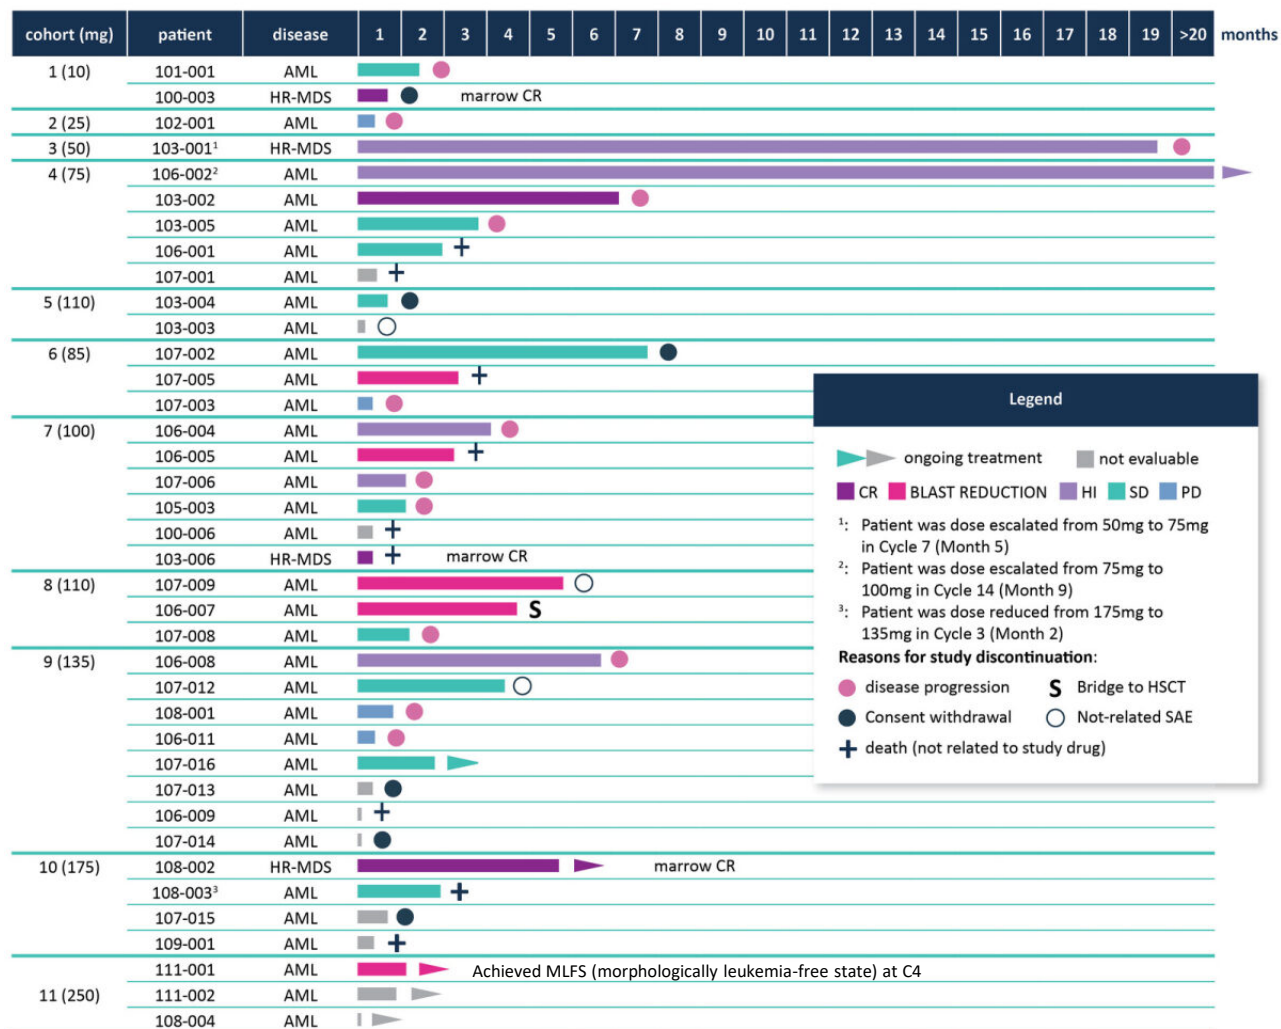 cohort (mg) patient disease 1 2 3 4 5 6 7 8 9 10 11 12 13 14 15 16 17 18 19 >20 months
1 (10) 101-001 AML
100-003 HR-MDS marrow CR
2 (25) 102-001 AML
3 (50) 103-001¹ HR-MDS
4 (75) 106-002² AML
103-002 AML
103-005 AML
106-001 AML
107-001 AML
5 (110) 103-004 AML
103-003 AML
6 (85) 107-002 AML
107-005 AML
107-003 AML
7 (100) 106-004 AML
106-005 AML
107-006 AML
105-003 AML
100-006 AML
103-006 HR-MDS marrow CR
8 (110) 107-009 AML
106-007 AML S
107-008 AML
9 (135) 106-008 AML
107-012 AML
108-001 AML
106-011 AML
107-016 AML
107-013 AML
106-009 AML
107-014 AML
10 (175) 108-002 HR-MDS marrow CR
108-003³ AML
107-015 AML
109-001 AML
111-001 AML Achieved MLFS (morphologically leukemia-free state) at C4
11 (250) 111-002 AML
108-004 AML
Legend
ongoing treatment not evaluable
CR BLAST REDUCTION HI SD PD
¹: Patient was dose escalated from 50mg to 75mg
in Cycle 7 (Month 5)
²: Patient was dose escalated from 75mg to
100mg in Cycle 14 (Month 9)
³: Patient was dose reduced from 175mg to
135mg in Cycle 3 (Month 2)
Reasons for study discontinuation:
disease progression S Bridge to HSCT
Consent withdrawal Not-related SAE
death (not related to study drug)